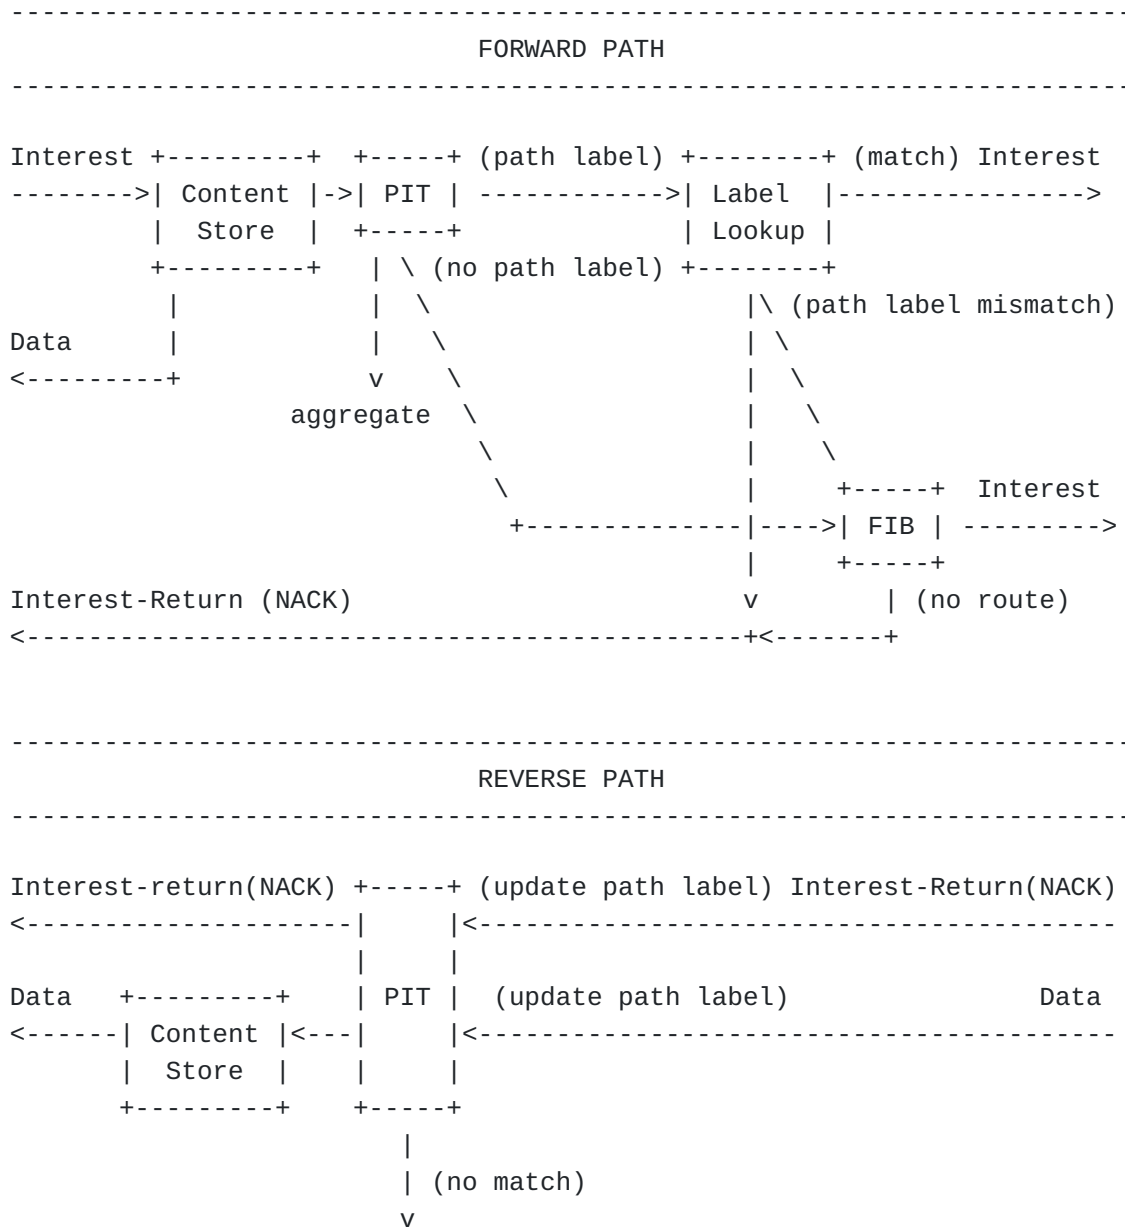 ------------------------------------------------------------------------
                              FORWARD PATH
------------------------------------------------------------------------

Interest +---------+  +-----+ (path label) +--------+ (match) Interest
-------->| Content |->| PIT | ------------>| Label  |---------------->
         |  Store  |  +-----+              | Lookup |
         +---------+   | \ (no path label) +--------+
          |            |  \                    |\ (path label mismatch)
Data      |            |   \                   | \
<---------+            v    \                  |  \
                  aggregate  \                 |   \
                              \                |    \
                               \               |     +-----+  Interest
                                +--------------|---->| FIB | --------->
                                               |     +-----+
Interest-Return (NACK)                         v        | (no route)
<----------------------------------------------+<-------+

------------------------------------------------------------------------
                              REVERSE PATH
------------------------------------------------------------------------

Interest-return(NACK) +-----+ (update path label) Interest-Return(NACK)
<---------------------|     |<-----------------------------------------
                      |     |
Data   +---------+    | PIT |  (update path label)                Data
<------| Content |<---|     |<-----------------------------------------
       |  Store  |    |     |
       +---------+    +-----+
                         |
                         | (no match)
                         v